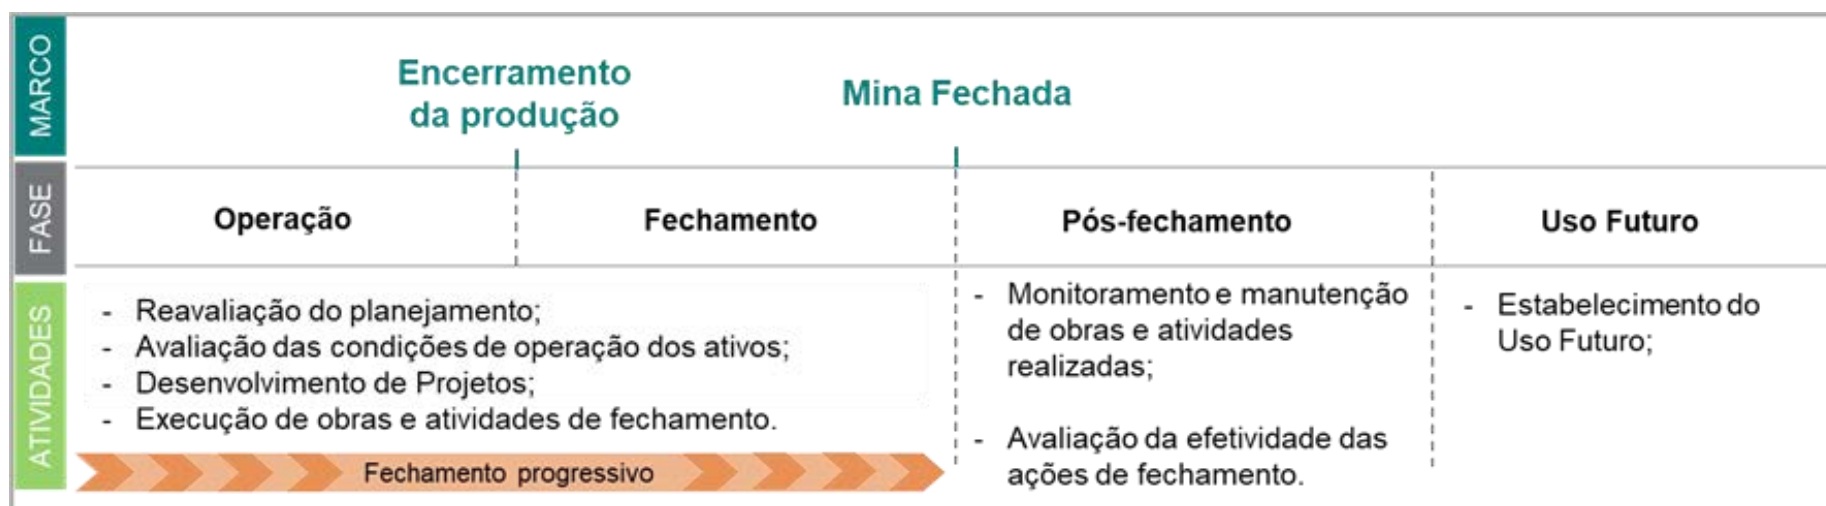 MARCO
Encerramento
da produção
Mina Fechada
FASE
Operação
Fechamento
Pós-fechamento
Uso Futuro
ATIVIDADES
- Reavaliação do planejamento;
- Avaliação das condições de operação dos ativos;
- Desenvolvimento de Projetos;
- Execução de obras e atividades de fechamento.
Fechamento progressivo
- Monitoramento e manutenção
de obras e atividades
realizadas;
- Avaliação da efetividade das
ações de fechamento.
- Estabelecimento do
Uso Futuro;